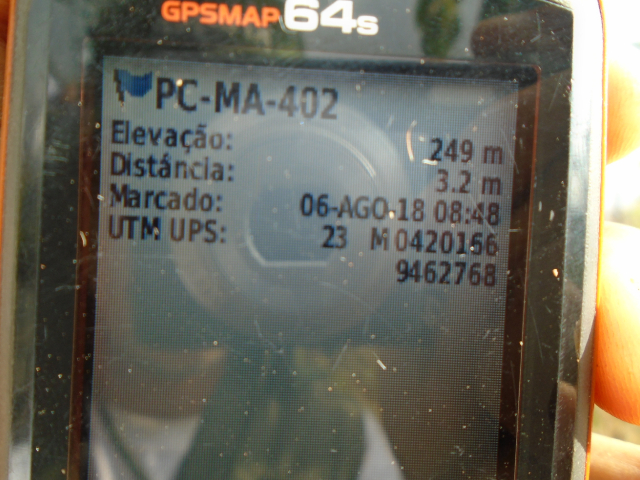 GPSMAP 64s
PC-MA-402
Elevação: 249 m
Distância: 3.2 m
Marcado: 06-AGO-18 08:48
UTM UPS: 23 M 0420166
9462768